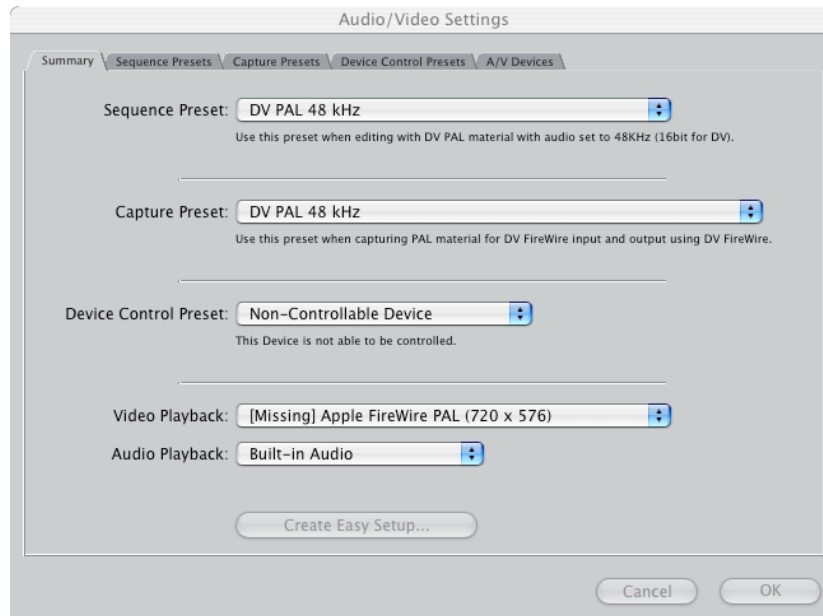 Audio/Video Settings
Summary Sequence Presets Capture Presets Device Control Presets A/V Devices
Sequence Preset: DV PAL 48 kHz
Use this preset when editing with DV PAL material with audio set to 48KHz (16bit for DV).
Capture Preset: DV PAL 48 kHz
Use this preset when capturing PAL material for DV FireWire input and output using DV FireWire.
Device Control Preset: Non-Controllable Device
This Device is not able to be controlled.
Video Playback: [Missing] Apple FireWire PAL (720 x 576)
Audio Playback: Built-in Audio
Create Easy Setup...
Cancel OK